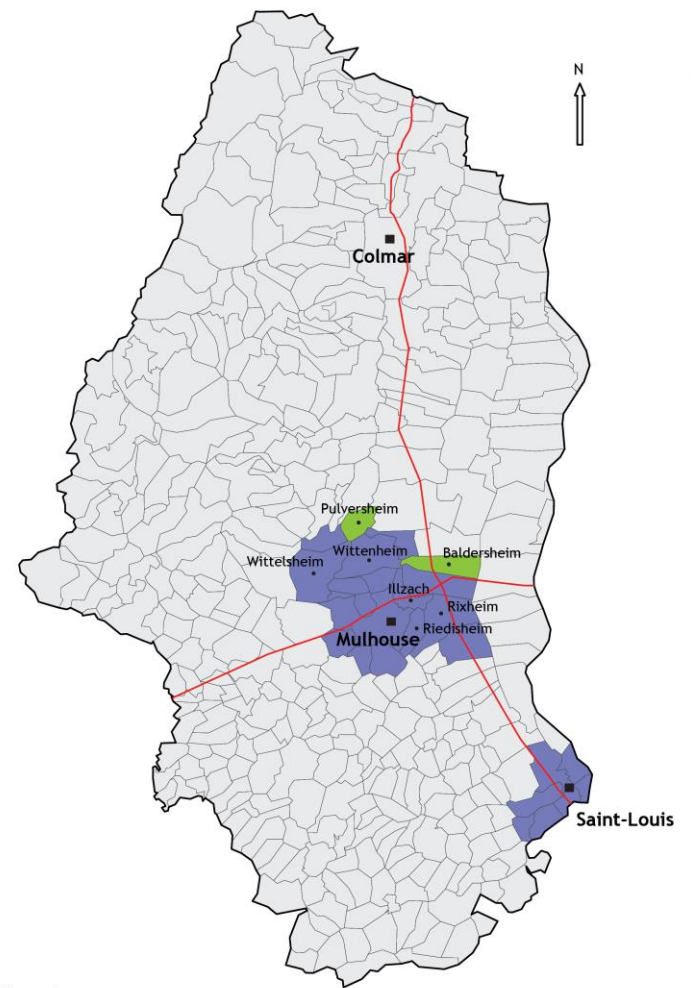 N
Colmar
Pulversheim
Wittenheim
Baldersheim
Wittelsheim
Illzach
Rixheim
Riedisheim
Mulhouse
Saint-Louis